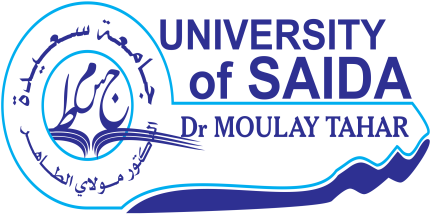 UNIVERSITY
of SAIDA
Dr MOULAY TAHAR
جامعة سعيدة
الدكتور مولاي الطاهر